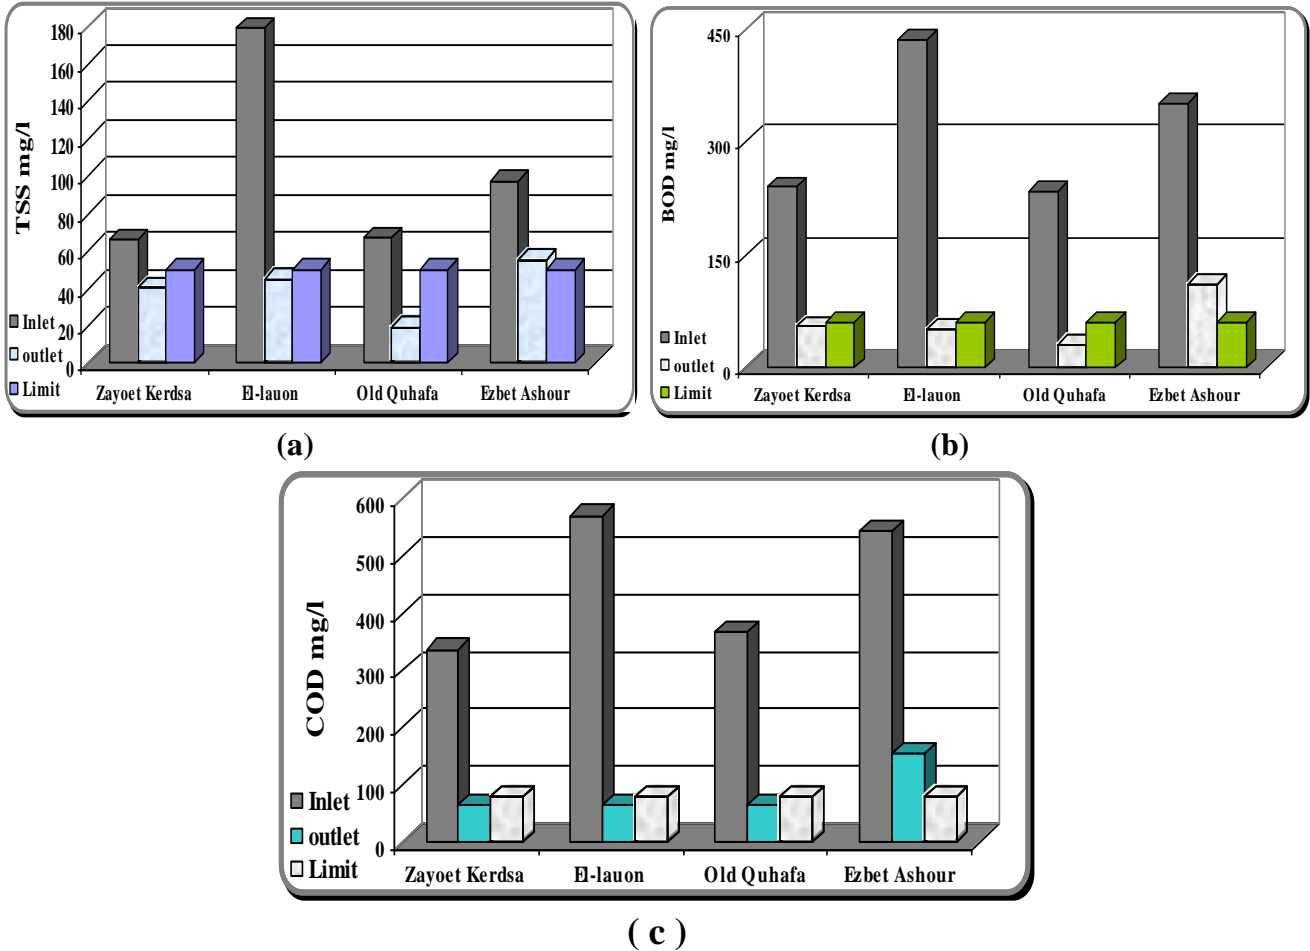 TSS mg/l
180
160
140
120
100
80
60
40
20
0
Inlet
outlet
Limit
Zayoet Kerdsa El-lauon Old Quhafa Ezbet Ashour
(a)
BOD mg/l
450
300
150
0
Inlet
outlet
Limit
Zayoet Kerdsa El-lauon Old Quhafa Ezbet Ashour
(b)
COD mg/l
600
500
400
300
200
100
0
Inlet
outlet
Limit
Zayoet Kerdsa El-lauon Old Quhafa Ezbet Ashour
( c )